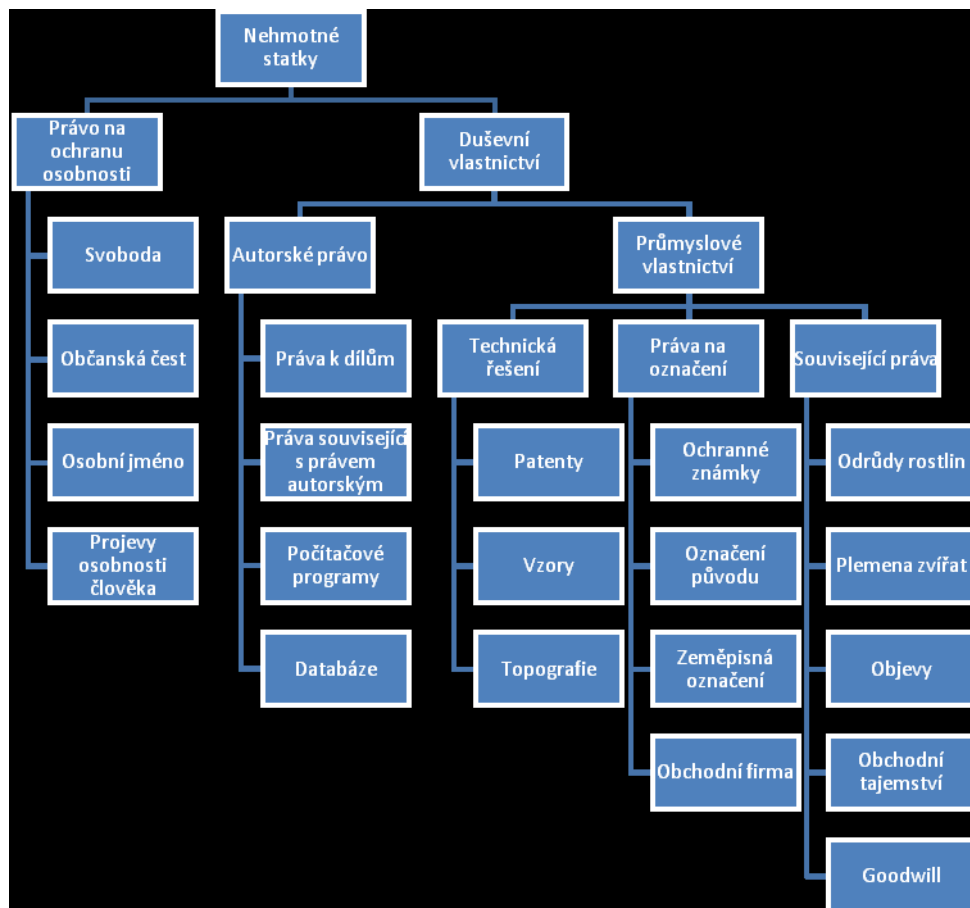 Nehmotné
statky
Právo na
ochranu
osobnosti
Duševní
vlastnictví
Svoboda
Autorské právo
Průmyslové
vlastnictví
Občanská čest
Práva k dílům
Technická
řešení
Práva na
označení
Související práva
Osobní jméno
Práva související
s právem
autorským
Patenty
Ochranné
známky
Odrůdy rostlin
Projevy
osobnosti
člověka
Počítačové
programy
Vzory
Označení
původu
Plemena zvířat
Databáze
Topografie
Zeměpisná
označení
Objevy
Obchodní firma
Obchodní
tajemství
Goodwill